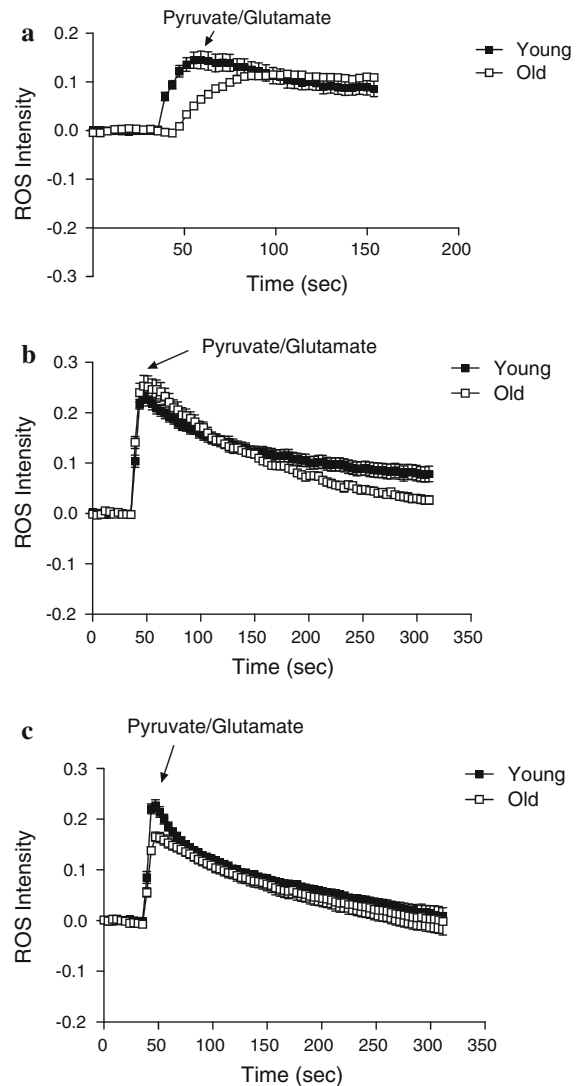 a
Pyruvate/Glutamate
Young
Old
0.2
0.1
0.0
-0.1
-0.2
-0.3
ROS Intensity
50
100
150
200
Time (sec)
b
Pyruvate/Glutamate
Young
Old
0.3
0.2
0.1
0.0
-0.1
-0.2
ROS Intensity
0
50
100
150
200
250
300
350
Time (sec)
c
Pyruvate/Glutamate
Young
Old
0.3
0.2
0.1
0.0
-0.1
-0.2
ROS Intensity
0
50
100
150
200
250
300
350
Time (sec)